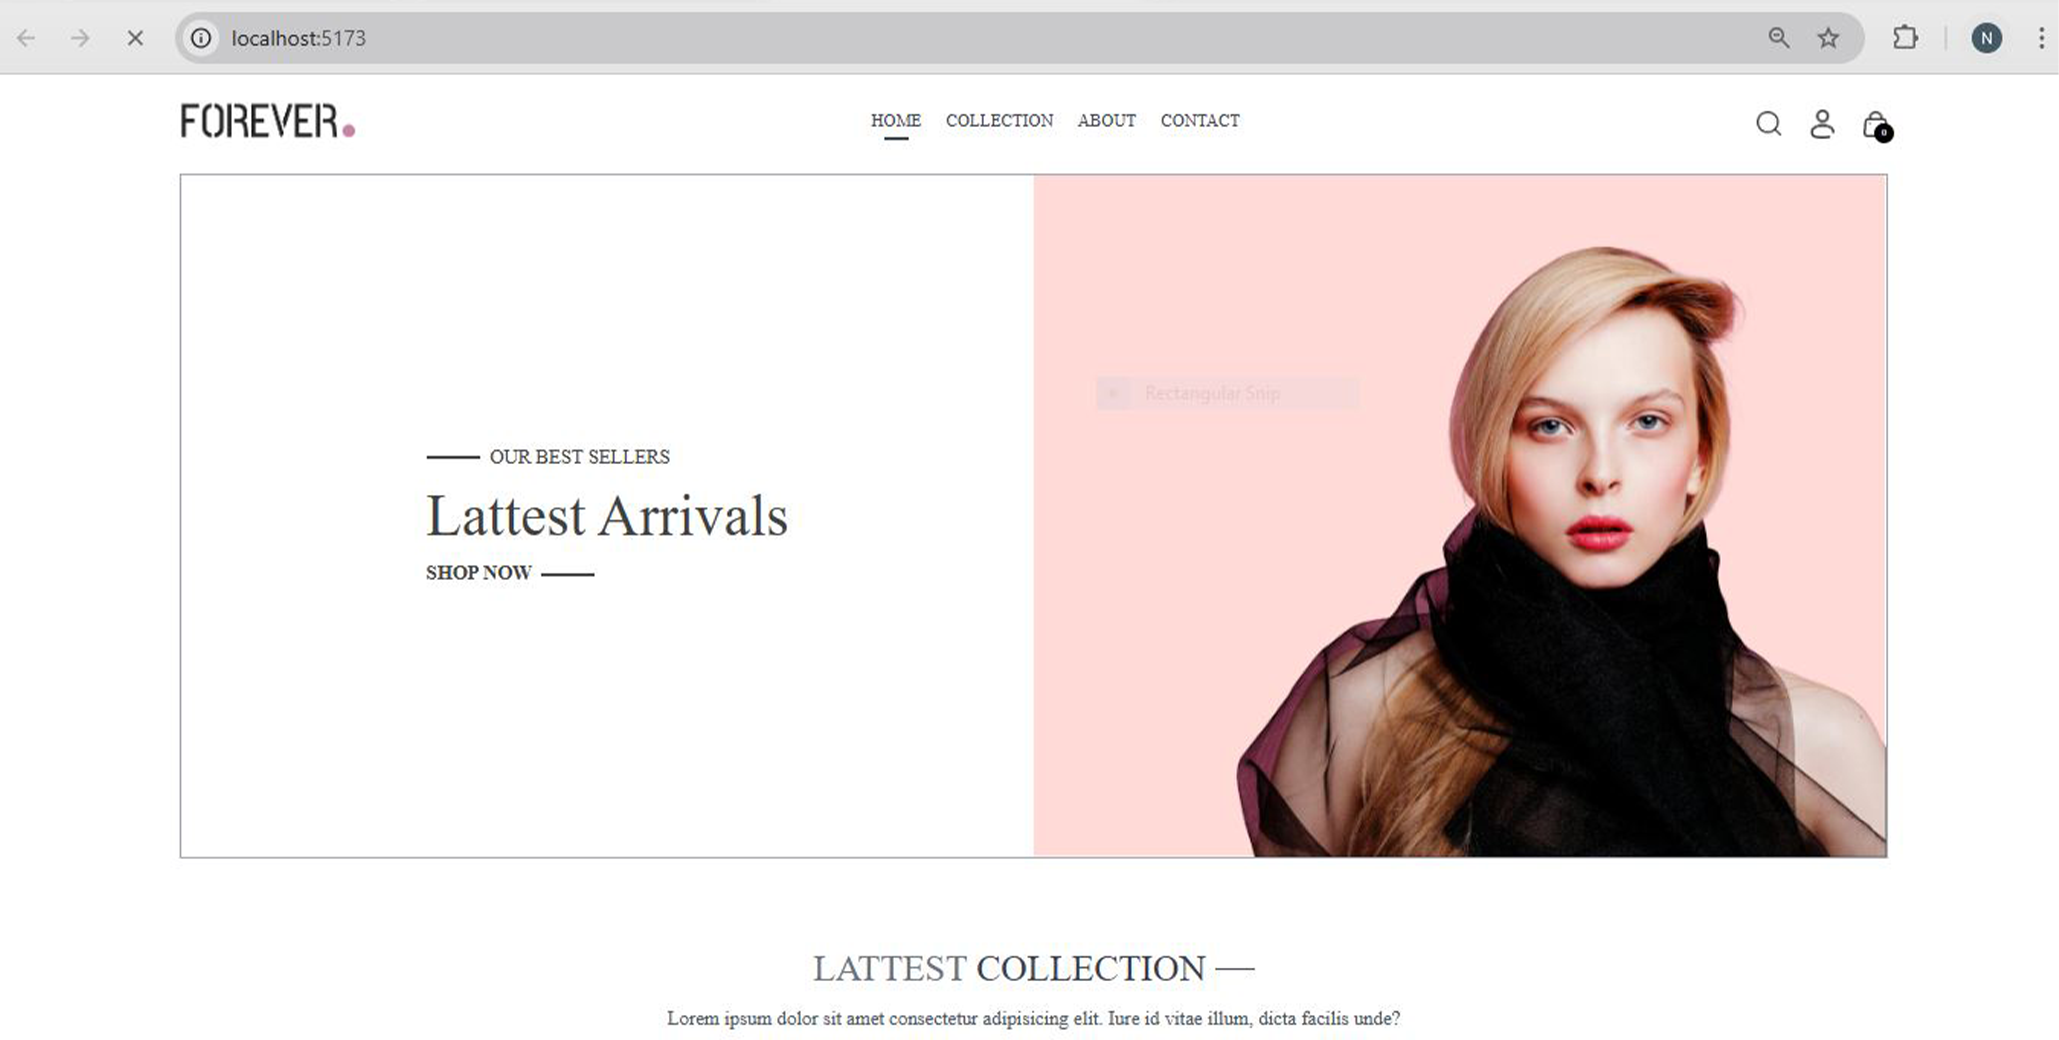 localhost:5173
N
FOREVER.
HOME COLLECTION ABOUT CONTACT
0
Rectangular Snip
OUR BEST SELLERS
Lattest Arrivals
SHOP NOW
LATTEST COLLECTION
Lorem ipsum dolor sit amet consectetur adipisicing elit. Iure id vitae illum, dicta facilis unde?